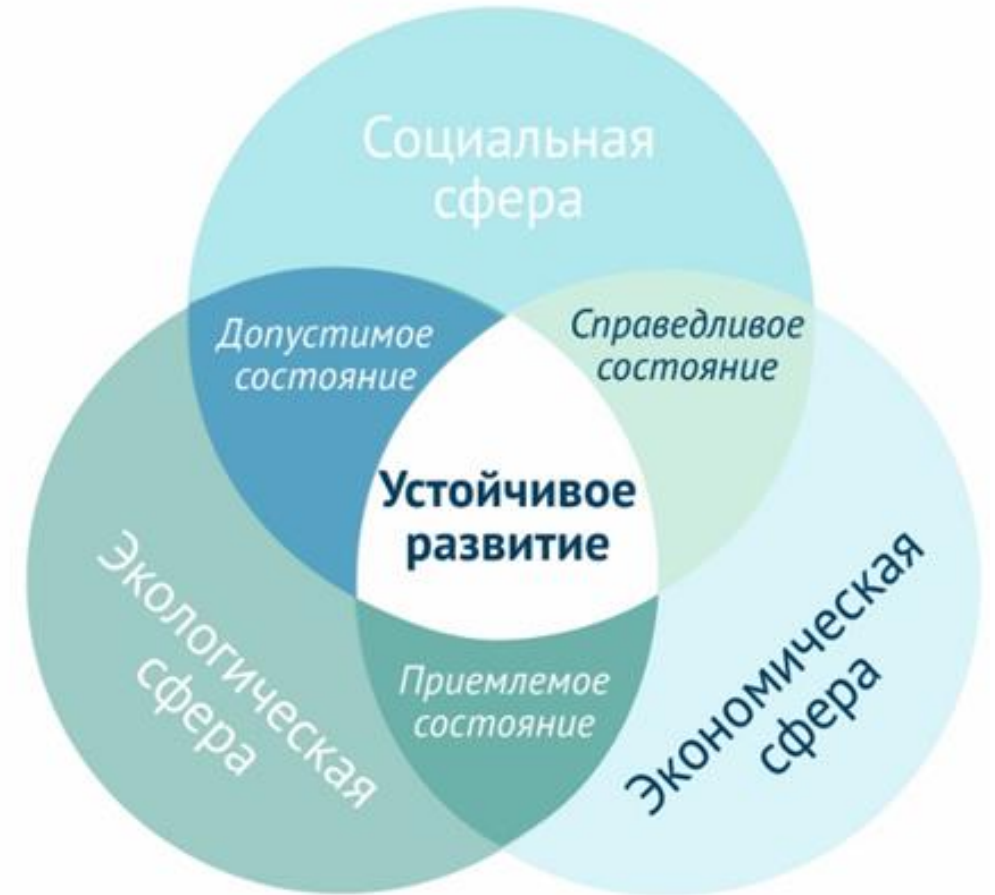 Социальная
сфера
Допустимое
состояние
Справедливое
состояние
Устойчивое
развитие
Экологическая
сфера
Приемлемое
состояние
Экономическая
сфера